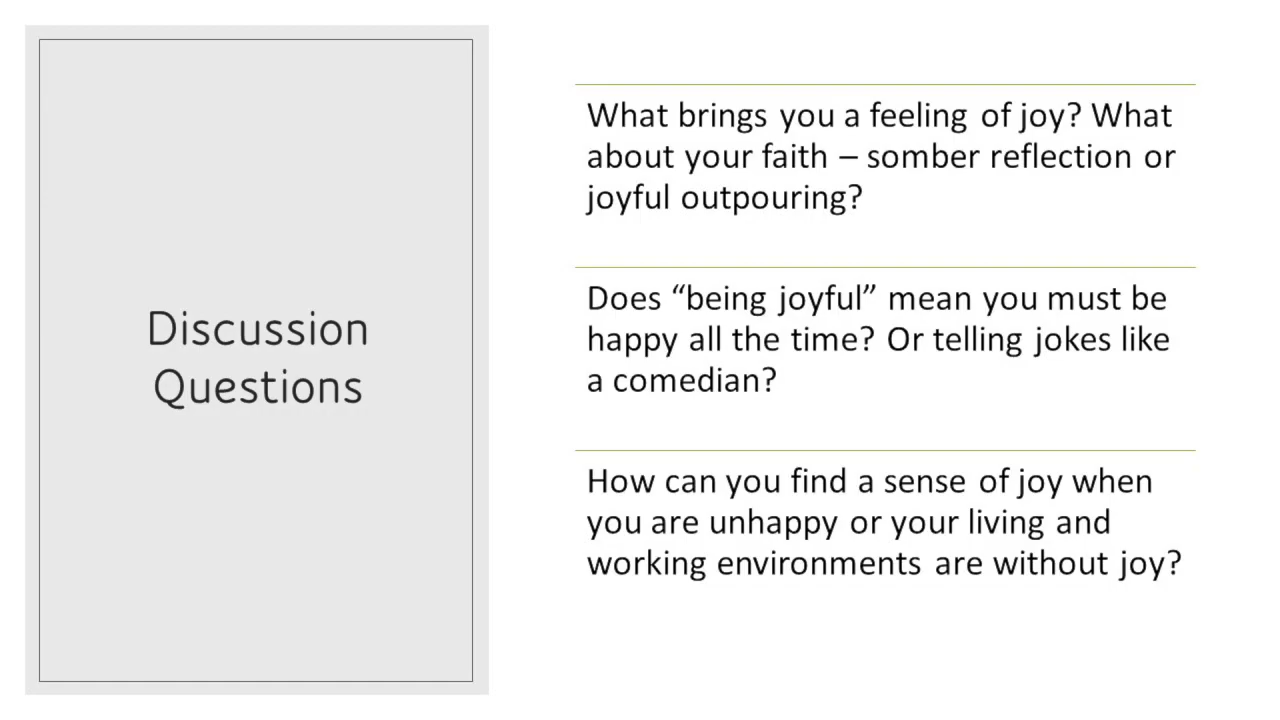 Discussion
Questions
What brings you a feeling of joy? What
about your faith – somber reflection or
joyful outpouring?
Does “being joyful” mean you must be
happy all the time? Or telling jokes like
a comedian?
How can you find a sense of joy when
you are unhappy or your living and
working environments are without joy?